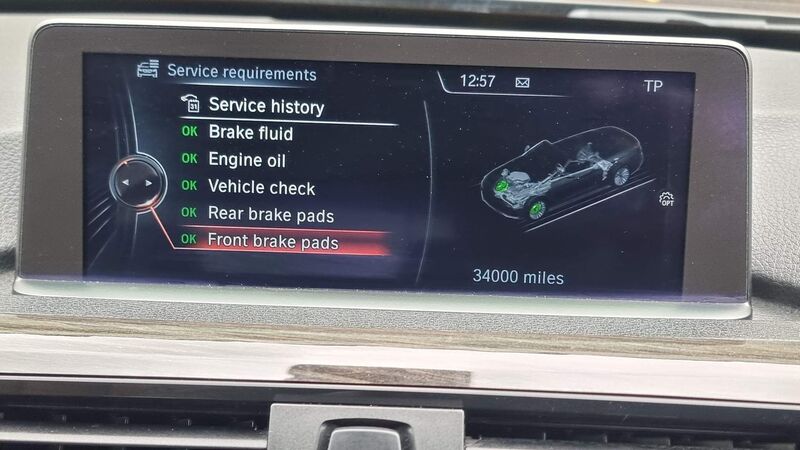 Service requirements
12:57
TP
31
Service history
OK Brake fluid
OK Engine oil
OK Vehicle check
OK Rear brake pads
OK Front brake pads
OPT
34000 miles